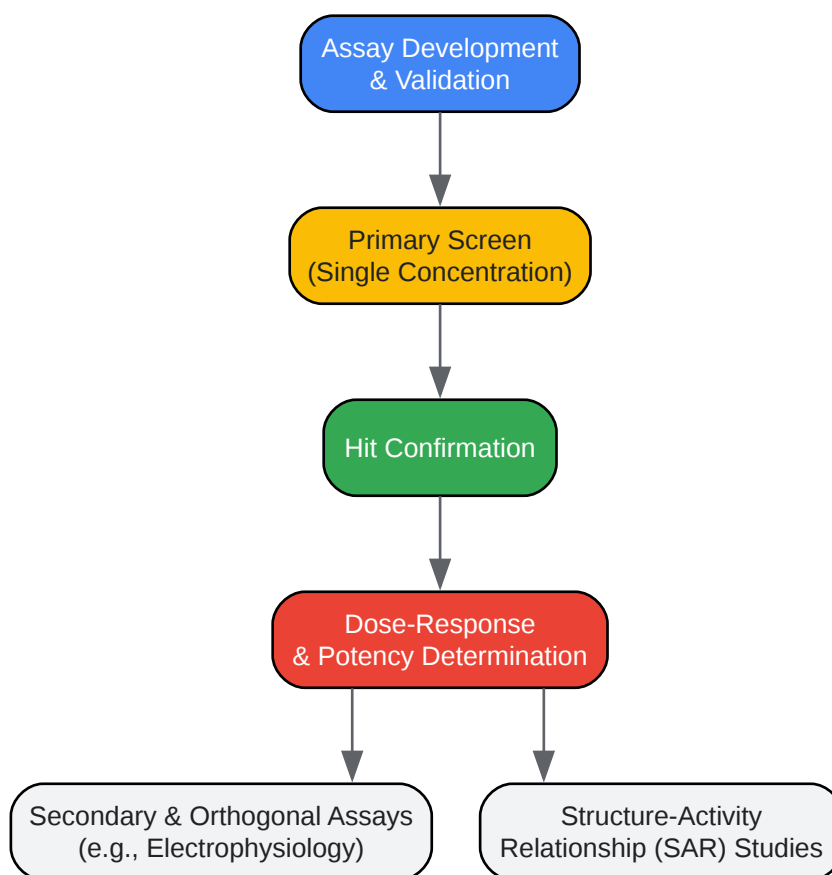 Assay Development
& Validation
Primary Screen
(Single Concentration)
Hit Confirmation
Dose-Response
& Potency Determination
Secondary & Orthogonal Assays
(e.g., Electrophysiology)
Structure-Activity
Relationship (SAR) Studies